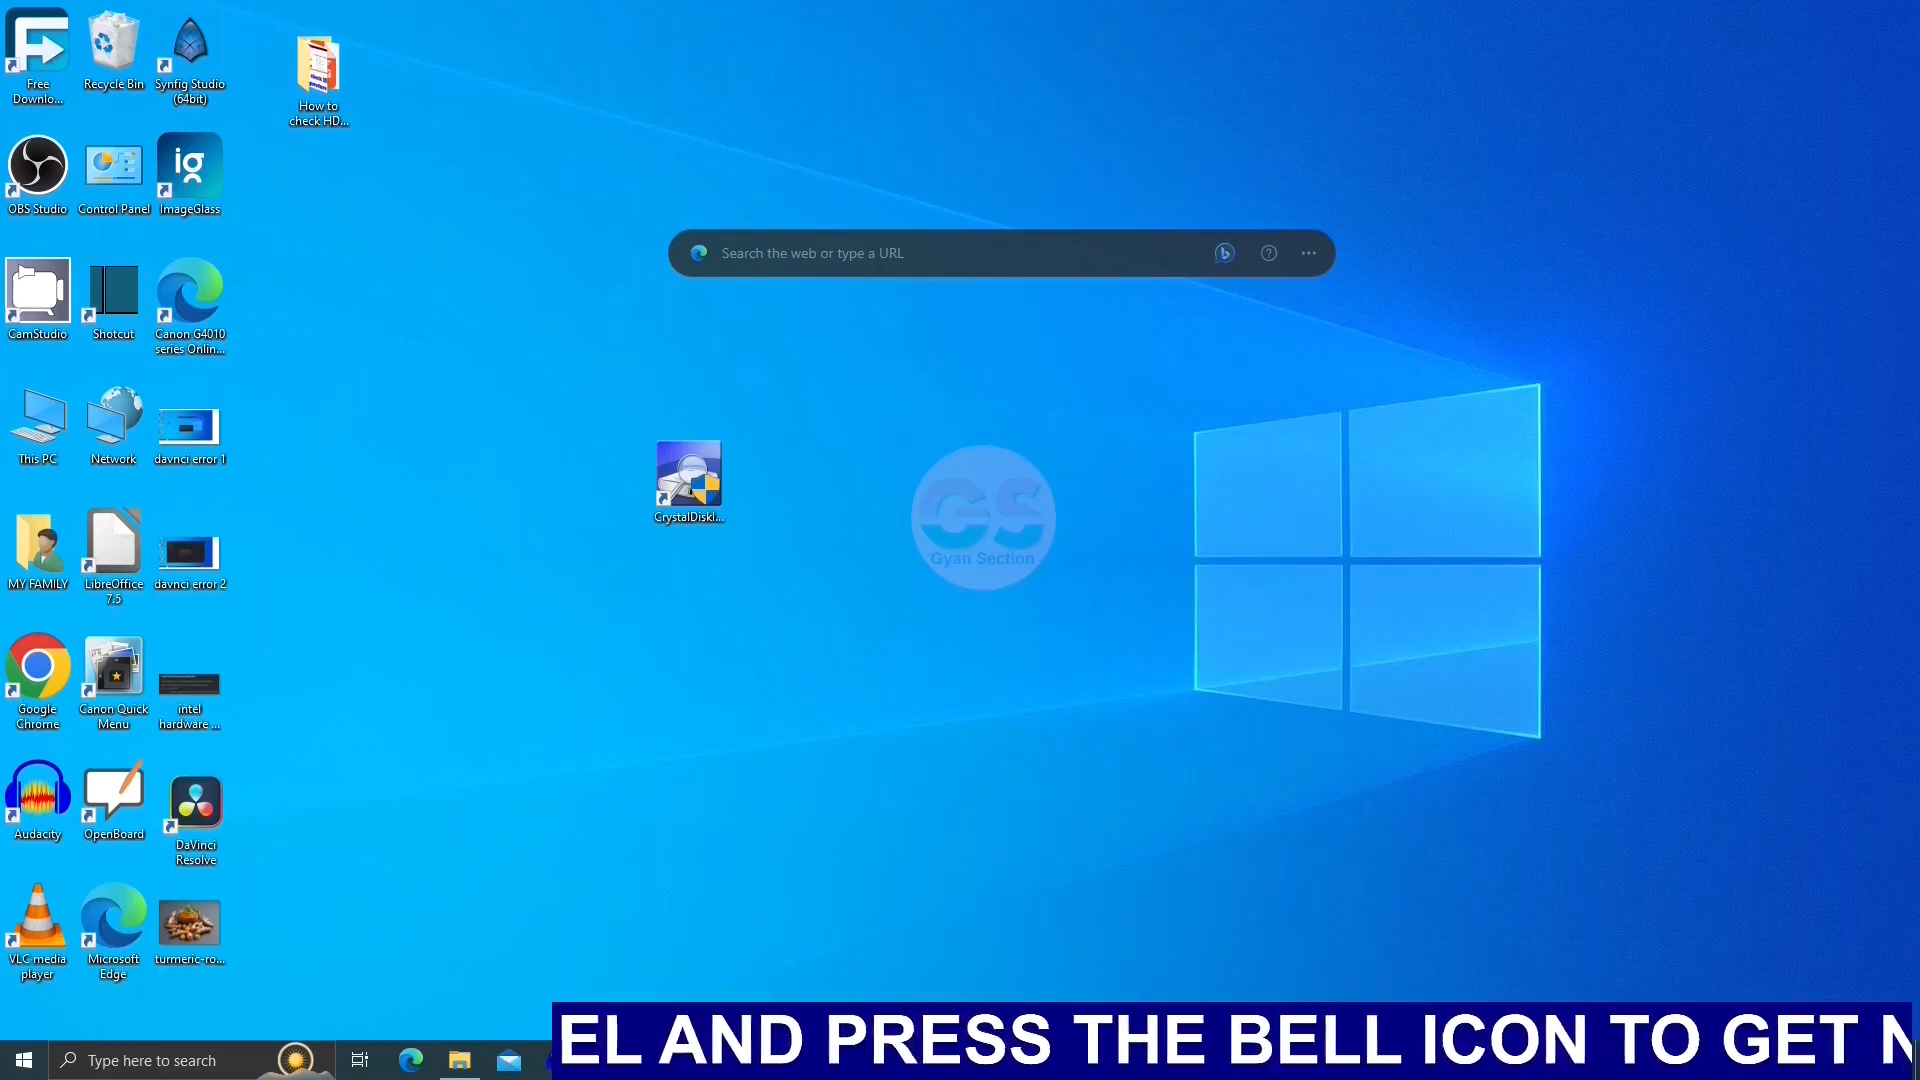 Free
Downlo...
Recycle Bin
Synfig Studio
(64bit)
How to
check HD...
OBS Studio
Control Panel
ig
ImageGlass
Search the web or type a URL
CamStudio
Shotcut
Canon G4010
series Onlin...
This PC
Network
davnci error 1
CrystalDiskI...
GS
Gyan Section
MY FAMILY
LibreOffice
7.5
davnci error 2
Google
Chrome
Canon Quick
Menu
intel
hardware ...
Audacity
OpenBoard
DaVinci
Resolve
VLC media
player
Microsoft
Edge
turmeric-ro...
EL AND PRESS THE BELL ICON TO GET N
Type here to search